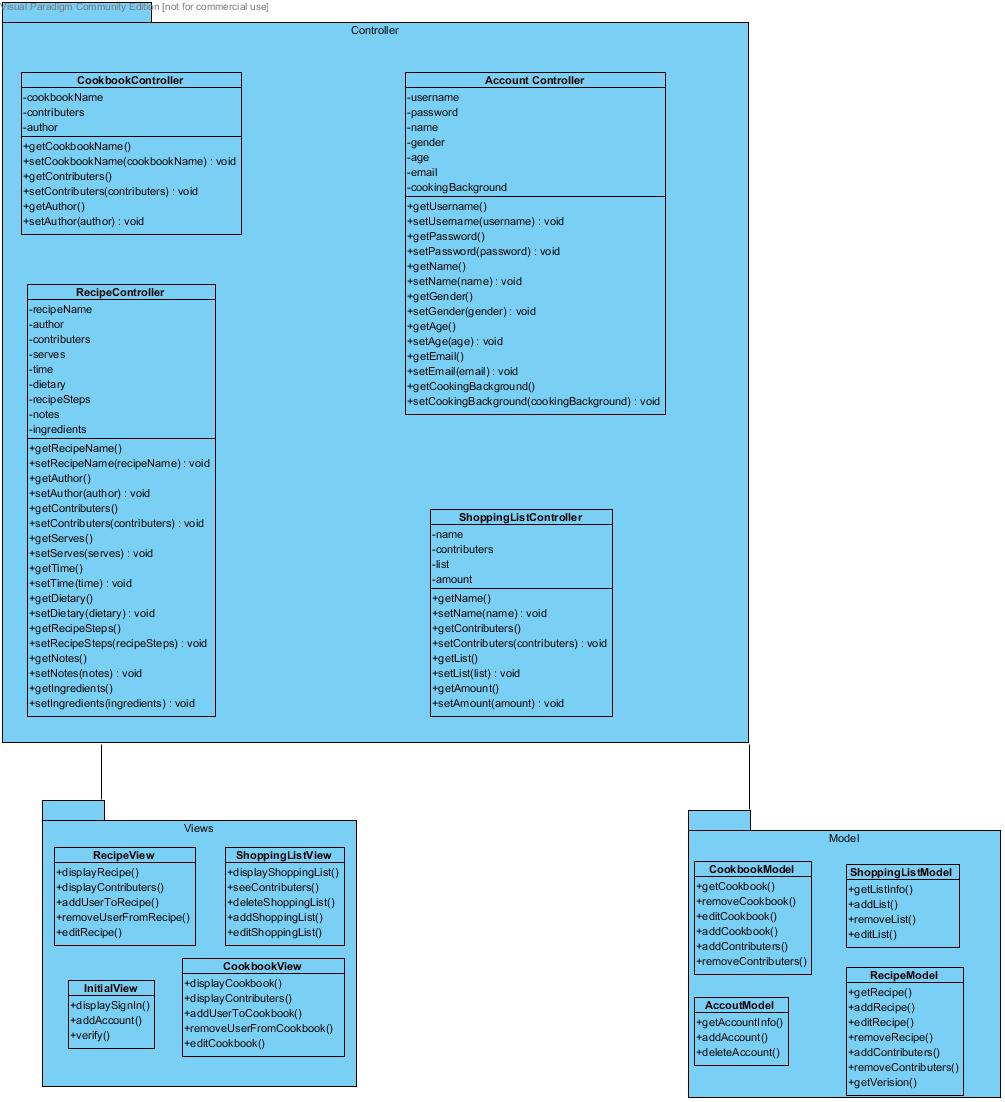 Visual Paradigm Community Edition [not for commercial use]
Controller
CookbookController
-cookbookName
-contributers
-author
+getCookbookName()
+setCookbookName(cookbookName) : void
+getContributers()
+setContributers(contributers) : void
+getAuthor()
+setAuthor(author) : void
Account Controller
-username
-password
-name
-gender
-age
-email
-cookingBackground
+getUsername()
+setUsername(username) : void
+getPassword()
+setPassword(password) : void
+getName()
+setName(name) : void
+getGender()
+setGender(gender) : void
+getAge()
+setAge(age) : void
+getEmail()
+setEmail(email) : void
+getCookingBackground()
+setCookingBackground(cookingBackground) : void
RecipeController
-recipeName
-author
-contributers
-serves
-time
-dietary
-recipeSteps
-notes
-ingredients
+getRecipeName()
+setRecipeName(recipeName) : void
+getAuthor()
+setAuthor(author) : void
+getContributers()
+setContributers(contributers) : void
+getServes()
+setServes(serves) : void
+getTime()
+setTime(time) : void
+getDietary()
+setDietary(dietary) : void
+getRecipeSteps()
+setRecipeSteps(recipeSteps) : void
+getNotes()
+setNotes(notes) : void
+getIngredients()
+setIngredients(ingredients) : void
ShoppingListController
-name
-contributers
-list
-amount
+getName()
+setName(name) : void
+getContributers()
+setContributers(contributers) : void
+getList()
+setList(list) : void
+getAmount()
+setAmount(amount) : void
Views
RecipeView
+displayRecipe()
+displayContributers()
+addUserToRecipe()
+removeUserFromRecipe()
+editRecipe()
ShoppingListView
+displayShoppingList()
+seeContributers()
+deleteShoppingList()
+addShoppingList()
+editShoppingList()
InitialView
+displaySignIn()
+addAccount()
+verify()
CookbookView
+displayCookbook()
+displayContributers()
+addUserToCookbook()
+removeUserFromCookbook()
+editCookbook()
Model
CookbookModel
+getCookbook()
+removeCookbook()
+editCookbook()
+addCookbook()
+addContributers()
+removeContributers()
ShoppingListModel
+getListInfo()
+addList()
+removeList()
+editList()
AccoutModel
+getAccountInfo()
+addAccount()
+deleteAccount()
RecipeModel
+getRecipe()
+addRecipe()
+editRecipe()
+removeRecipe()
+addContributers()
+removeContributers()
+getVerision()